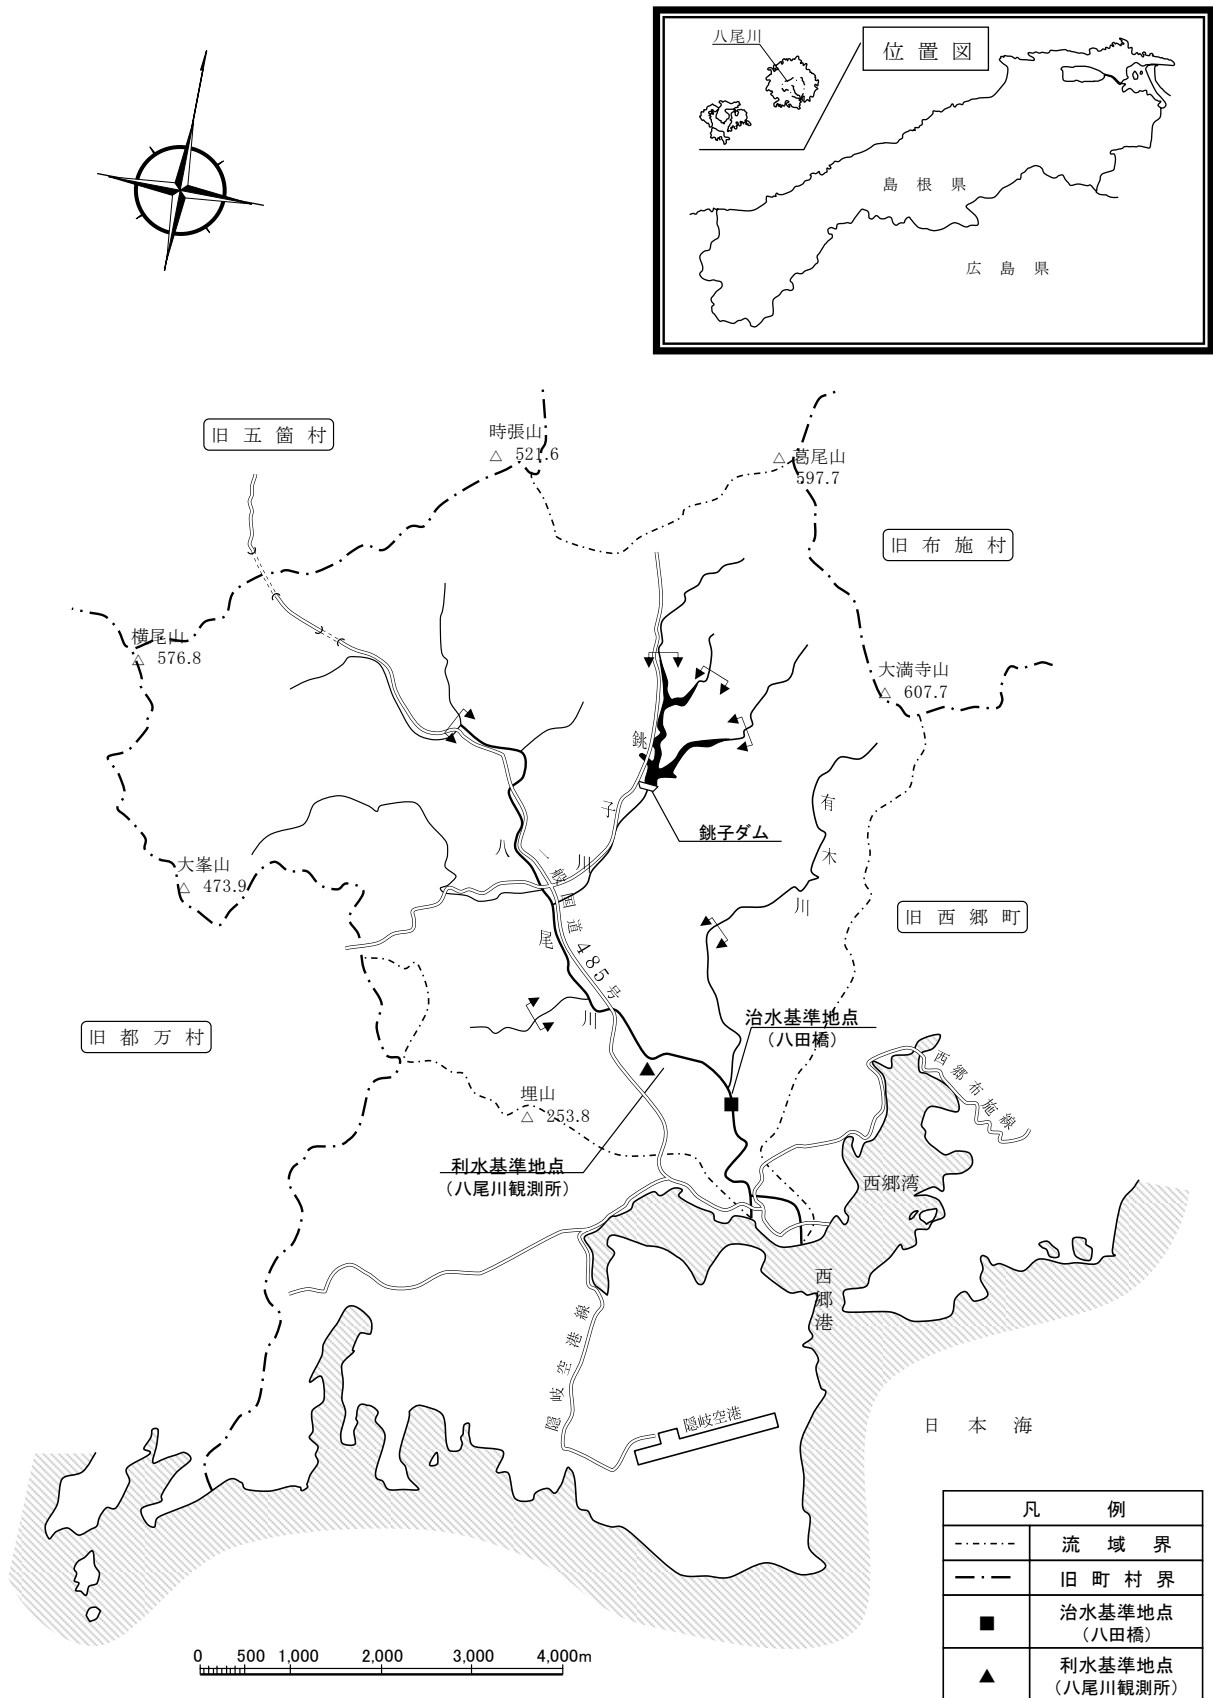 八尾川
位置図
島根県
広島県
旧五箇村
時張山
△ 521.6
△ 葛尾山
597.7
旧布施村
横尾山
△ 576.8
大満寺山
△ 607.7
銚子川
有木川
銚子ダム
八尾川
一般国道485号
大峯山
△ 473.9
旧西郷町
旧都万村
治水基準地点
(八田橋)
西郷布施線
埋山
△ 253.8
利水基準地点
(八尾川観測所)
西郷湾
西郷港
隠岐空港線
隠岐空港
日本海
凡例
流域界
旧町村界
■ 治水基準地点
(八田橋)
▲ 利水基準地点
(八尾川観測所)
0 500 1,000 2,000 3,000 4,000m